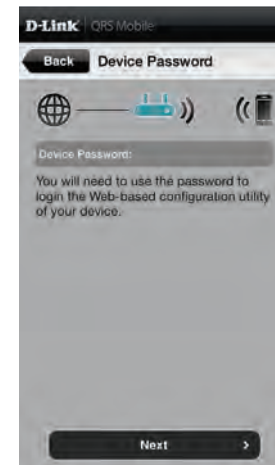 D-Link QRS Mobile
Back Device Password
Device Password:
You will need to use the password to
login the Web-based configuration utility
of your device.
Next